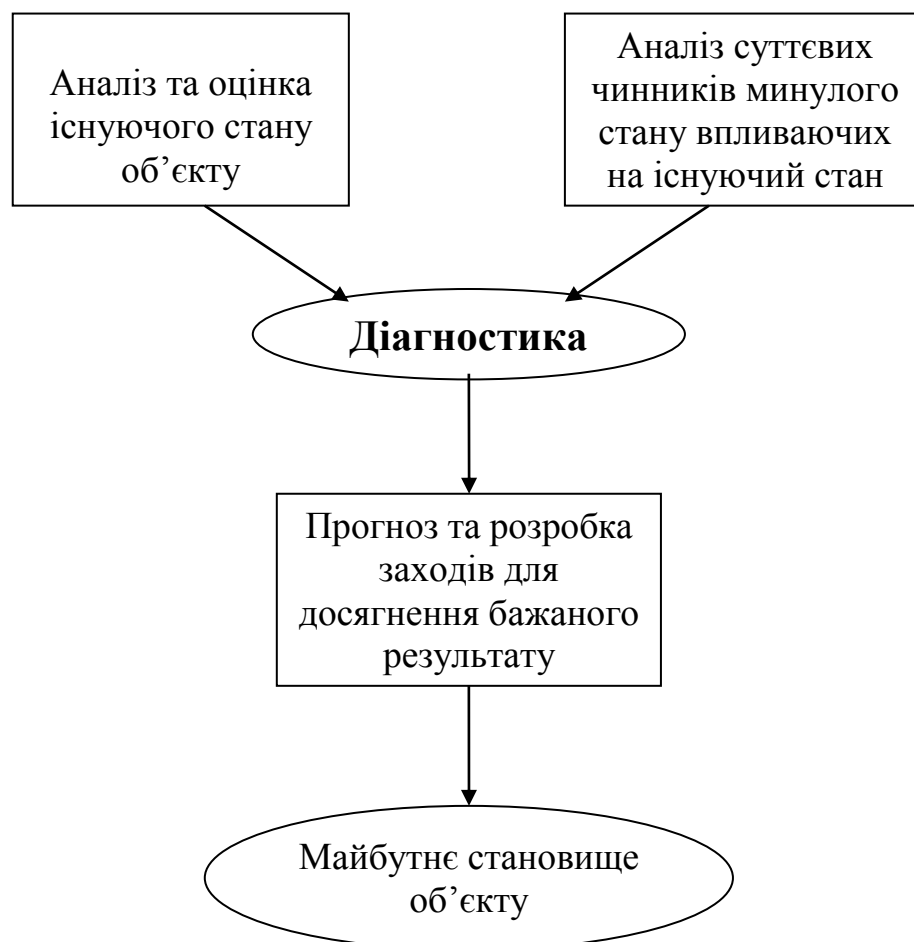 Аналіз та оцінка
існуючого стану
об’єкту
Аналіз суттєвих
чинників минулого
стану впливаючих
на існуючий стан
Діагностика
Прогноз та розробка
заходів для
досягнення бажаного
результату
Майбутнє становище
об’єкту